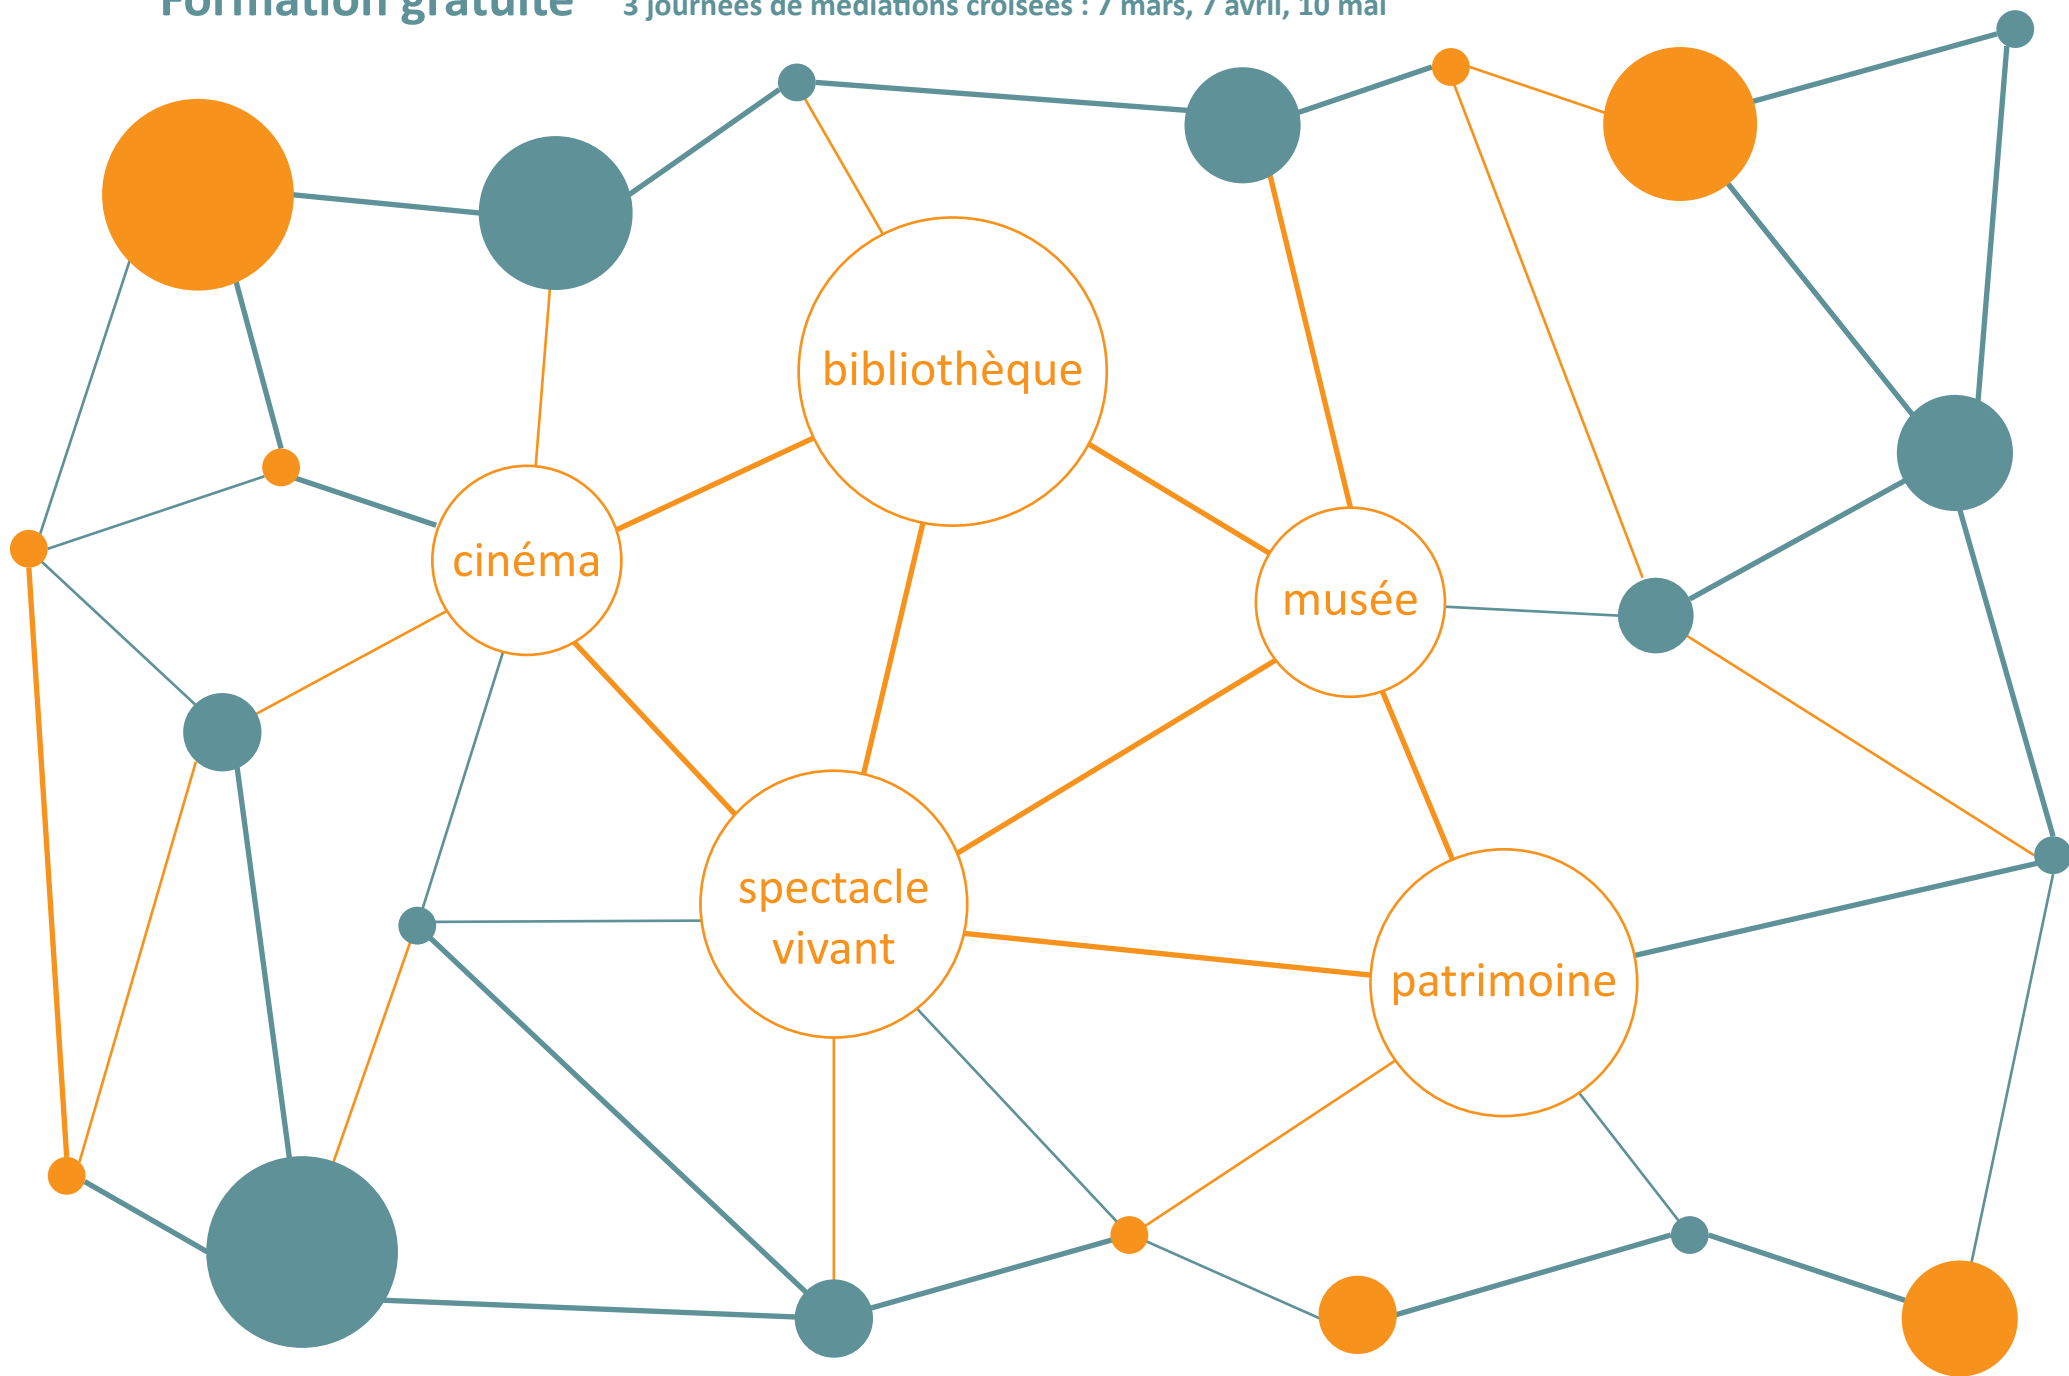 Formation gratuite 3 journées de médiations croisées : 7 mars, 7 avril, 10 mai
bibliothèque
cinéma
musée
spectacle
vivant
patrimoine